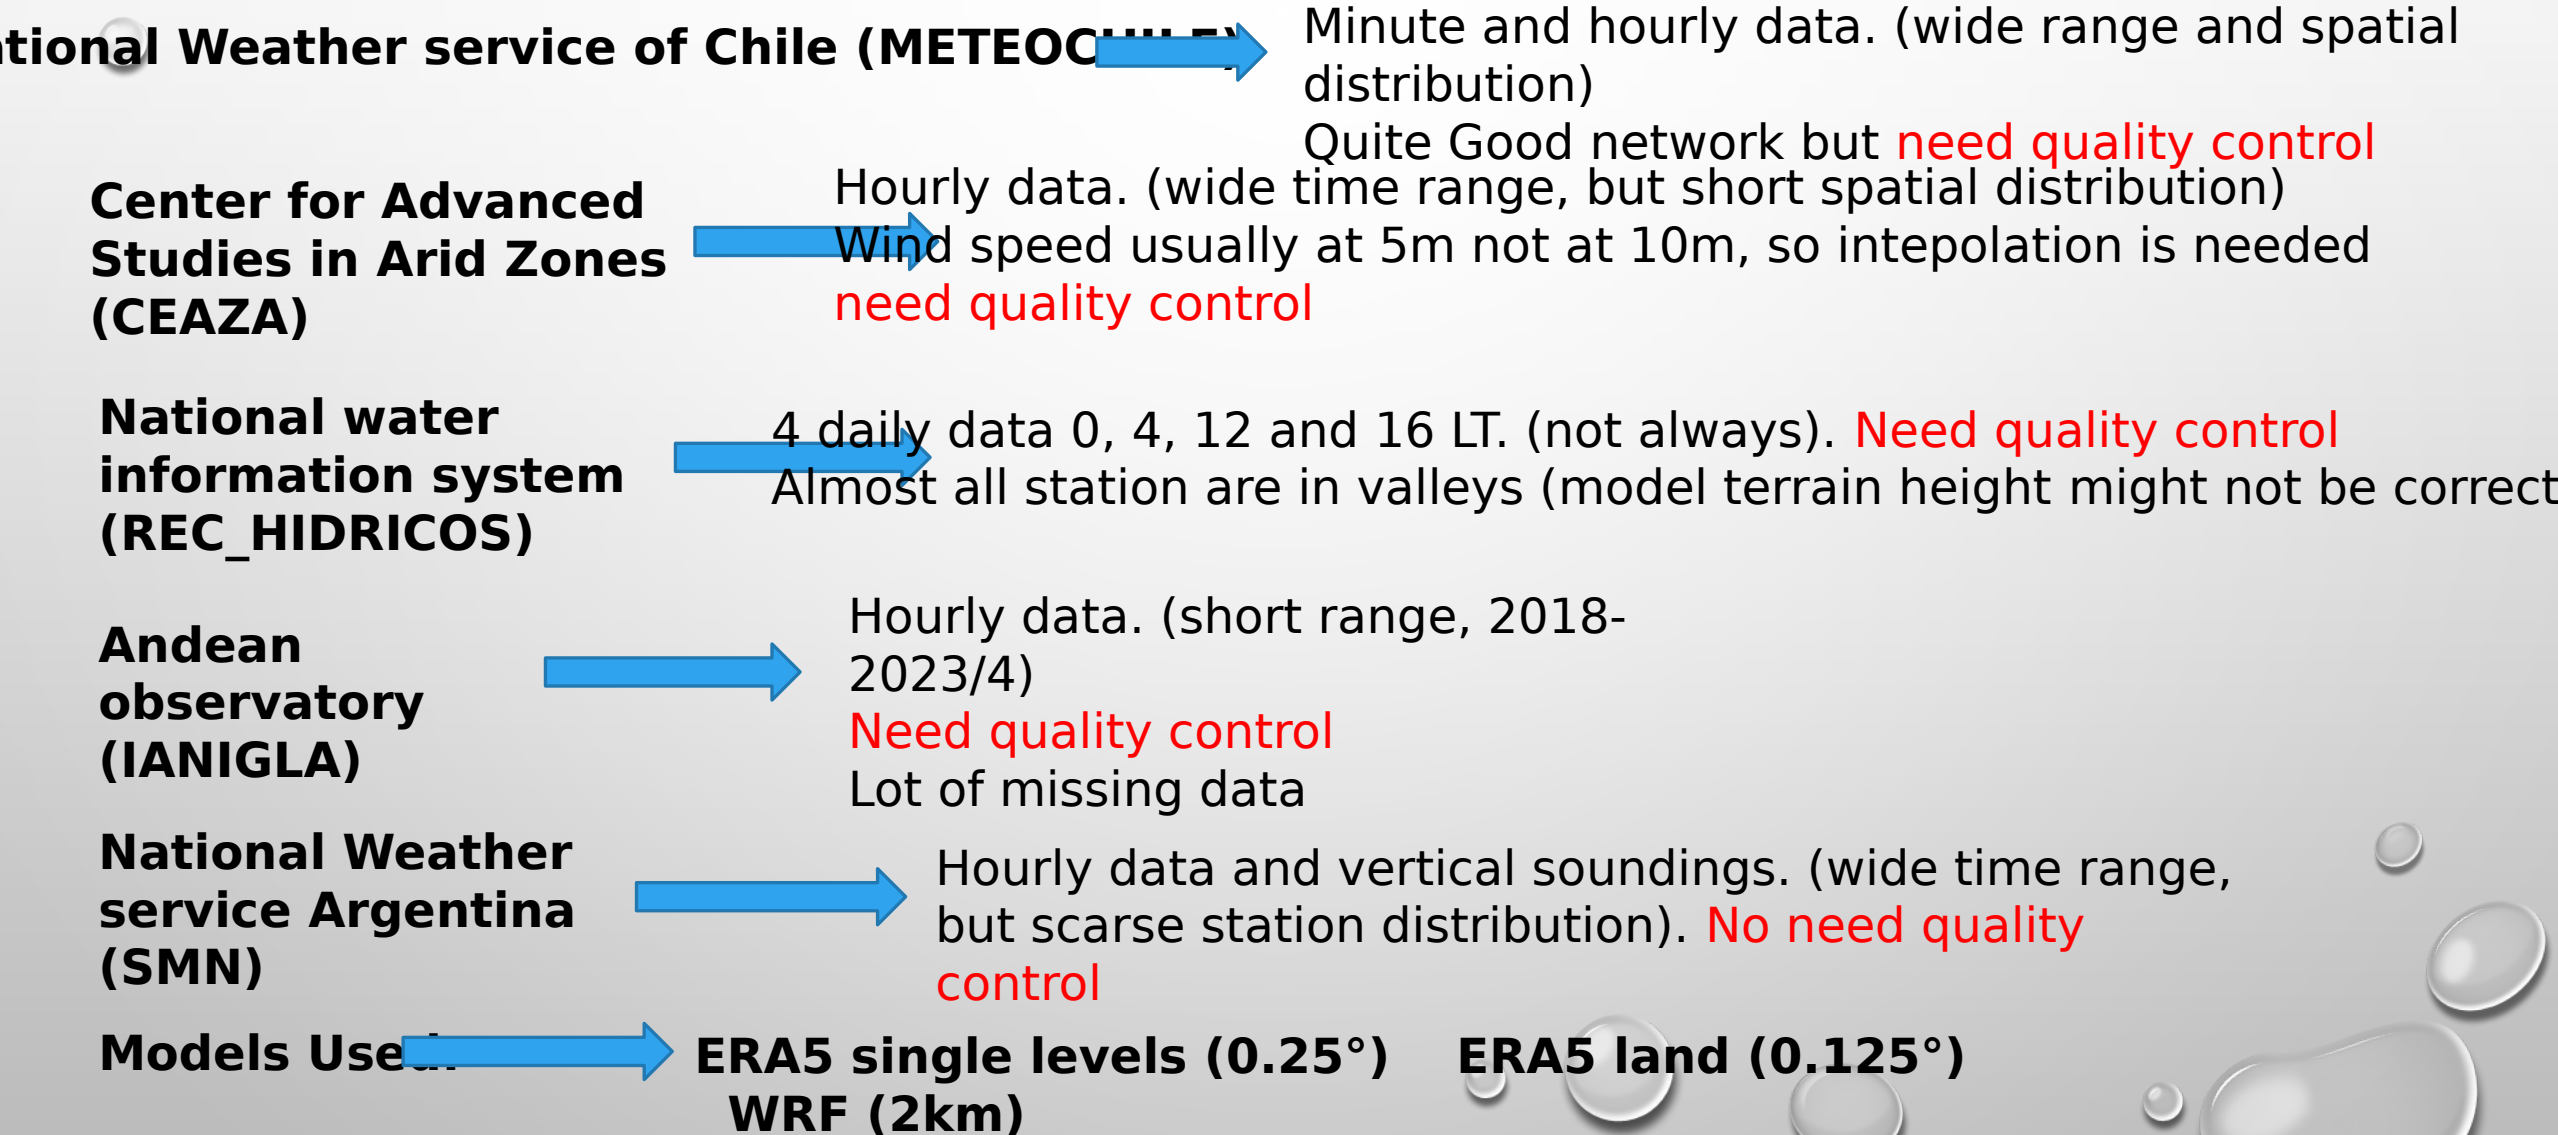 tional Weather service of Chile (METEOCHILE)
Minute and hourly data. (wide range and spatial
distribution)
Quite Good network but need quality control
Center for Advanced
Studies in Arid Zones
(CEAZA)
Hourly data. (wide time range, but short spatial distribution)
Wind speed usually at 5m not at 10m, so intepolation is needed
need quality control
National water
information system
(REC_HIDRICOS)
4 daily data 0, 4, 12 and 16 LT. (not always). Need quality control
Almost all station are in valleys (model terrain height might not be correct
Andean
observatory
(IANIGLA)
Hourly data. (short range, 2018-
2023/4)
Need quality control
Lot of missing data
National Weather
service Argentina
(SMN)
Hourly data and vertical soundings. (wide time range,
but scarse station distribution). No need quality
control
Models Used:
ERA5 single levels (0.25°) ERA5 land (0.125°)
WRF (2km)